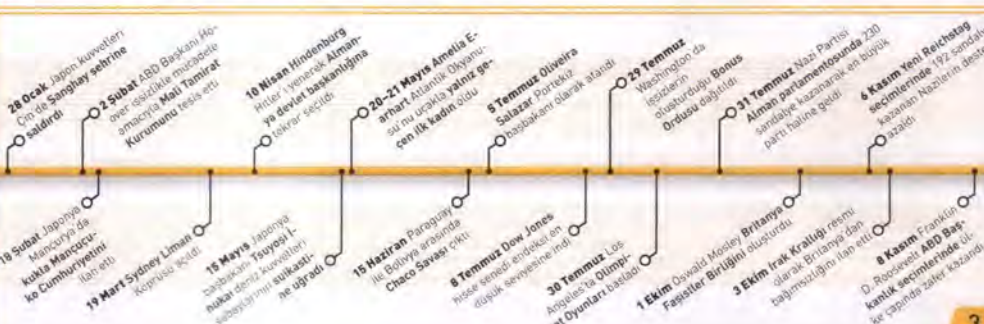 28 Ocak Japon kuvvetleri
Çin'de Şanghay şehrine
saldırdı
2 Şubat ABD Başkanı Ho-
over işsizlikle mücadele
amacıyla Mali Tamirat
Kurumunu tesis etti
10 Nisan Hindenburg
Hitler'i yenerek Alman-
ya devlet başkanlığına
tekrar seçildi
20-21 Mayıs Amelia E-
arhart Atlantik Okyanu-
su'nu uçakla yalnız ge-
çen ilk kadın oldu
5 Temmuz Oliveira
Salazar Portekiz
başbakanı olarak atandı
29 Temmuz
Washington'da
işsizlerin
oluşturduğu Bonus
Ordusu dağıtıldı
31 Temmuz Nazi Partisi
Alman parlamentosunda 230
sandalye kazanarak en büyük
parti haline geldi
6 Kasım Yeni Reichstag
seçimlerinde 192 sandal-
kazanan Nazilerin deste
azaldı
18 Şubat Japonya
Mançurya'da
kukla Mançucu-
ko Cumhuriyetini
ilan etti
19 Mart Sydney Liman
Köprüsü açıldı
15 Mayıs Japonya
başbakanı Tsuyoşi İ-
nukai deniz kuvvetleri
subaylarının suikasti-
ne uğradı
15 Haziran Paraguay
ile Bolivya arasında
Chaco Savaşı çıktı
8 Temmuz Dow Jones
hisse senedi endeksi en
düşük seviyesine indi
30 Temmuz Los
Angeles'ta Olimpi-
at Oyunları başladı
1 Ekim Oswald Mosley Britanya
Faşistler Birliğini oluşturdu
3 Ekim Irak Krallığı resmi
olarak Britanya'dan
bağımsızlığını ilan etti
8 Kasım Franklin
D. Roosevelt ABD Baş-
kanlık seçimlerinde ül-
ke çapında zafer kazandı
3